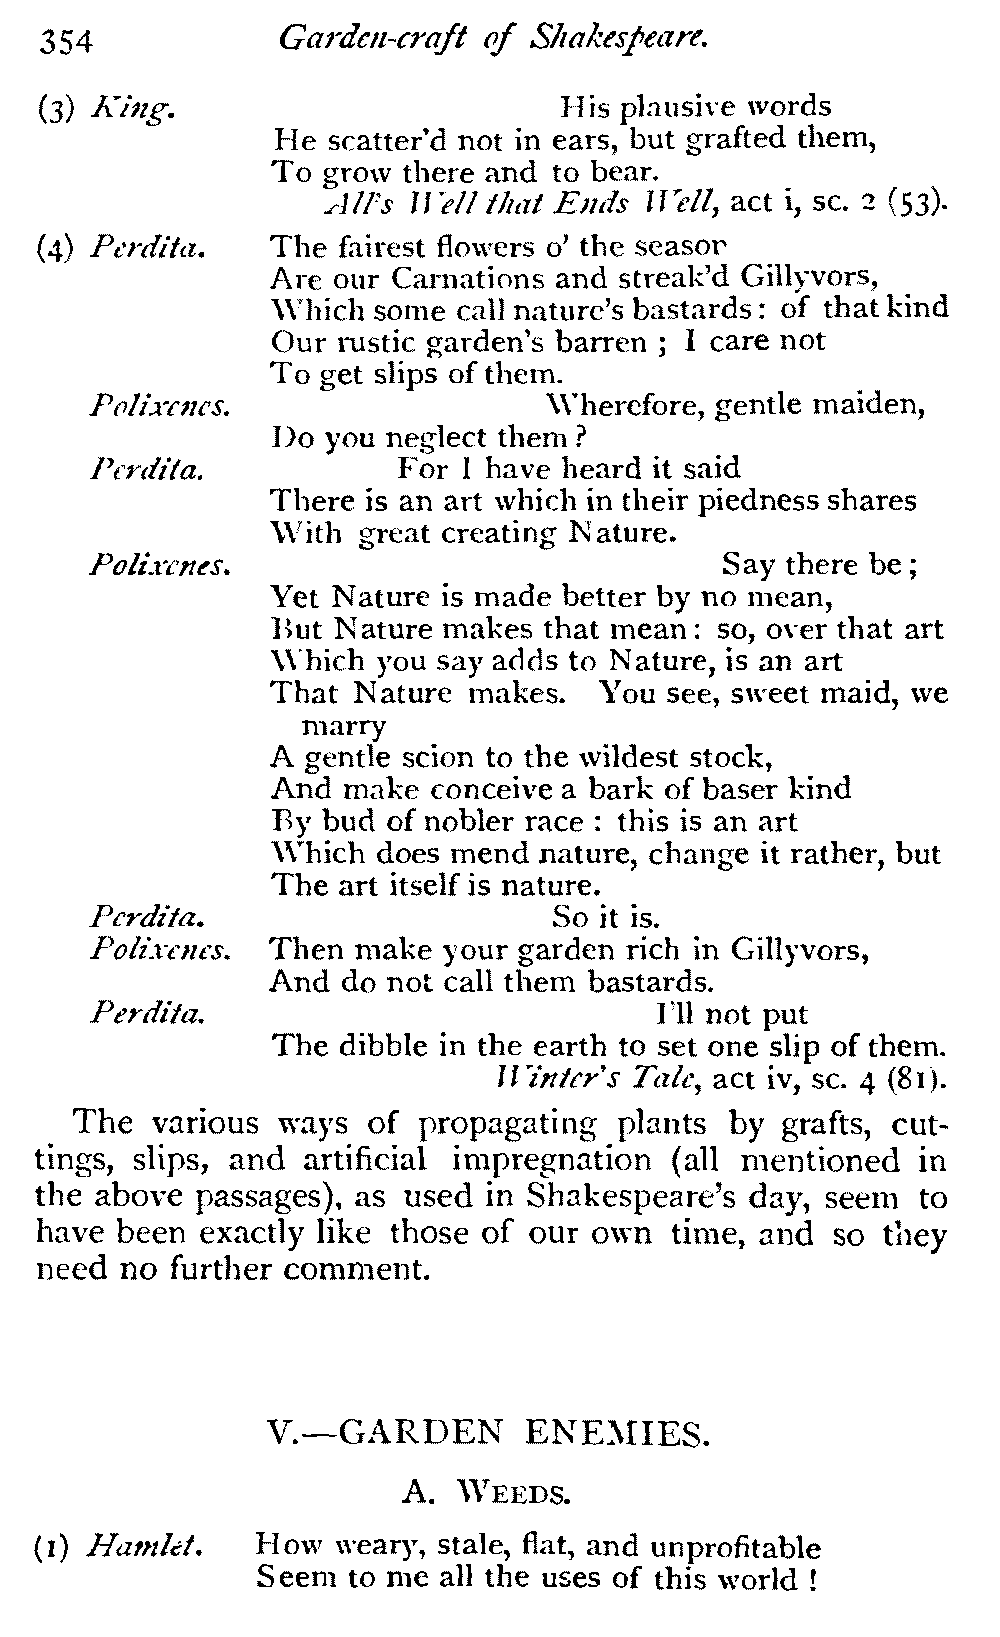 354 Garden-craft of Shakespeare.
(3) King. His plausive words
He scatter'd not in ears, but grafted them,
To grow there and to bear.
All's Well that Ends Well, act i, sc. 2 (53).
(4) Perdita. The fairest flowers o' the season
Are our Carnations and streak'd Gillyvors,
Which some call nature's bastards: of that kind
Our rustic garden's barren ; I care not
To get slips of them.
Polixenes. Wherefore, gentle maiden,
Do you neglect them ?
Perdita. For I have heard it said
There is an art which in their piedness shares
With great creating Nature.
Polixenes. Say there be ;
Yet Nature is made better by no mean,
But Nature makes that mean: so, over that art
Which you say adds to Nature, is an art
That Nature makes. You see, sweet maid, we
marry
A gentle scion to the wildest stock,
And make conceive a bark of baser kind
By bud of nobler race : this is an art
Which does mend nature, change it rather, but
The art itself is nature.
Perdita. So it is.
Polixenes. Then make your garden rich in Gillyvors,
And do not call them bastards.
Perdita. I'll not put
The dibble in the earth to set one slip of them.
Winter's Tale, act iv, sc. 4 (81).
The various ways of propagating plants by grafts, cut-
tings, slips, and artificial impregnation (all mentioned in
the above passages), as used in Shakespeare's day, seem to
have been exactly like those of our own time, and so they
need no further comment.
V.—GARDEN ENEMIES.
A. WEEDS.
(1) Hamlet. How weary, stale, flat, and unprofitable
Seem to me all the uses of this world !